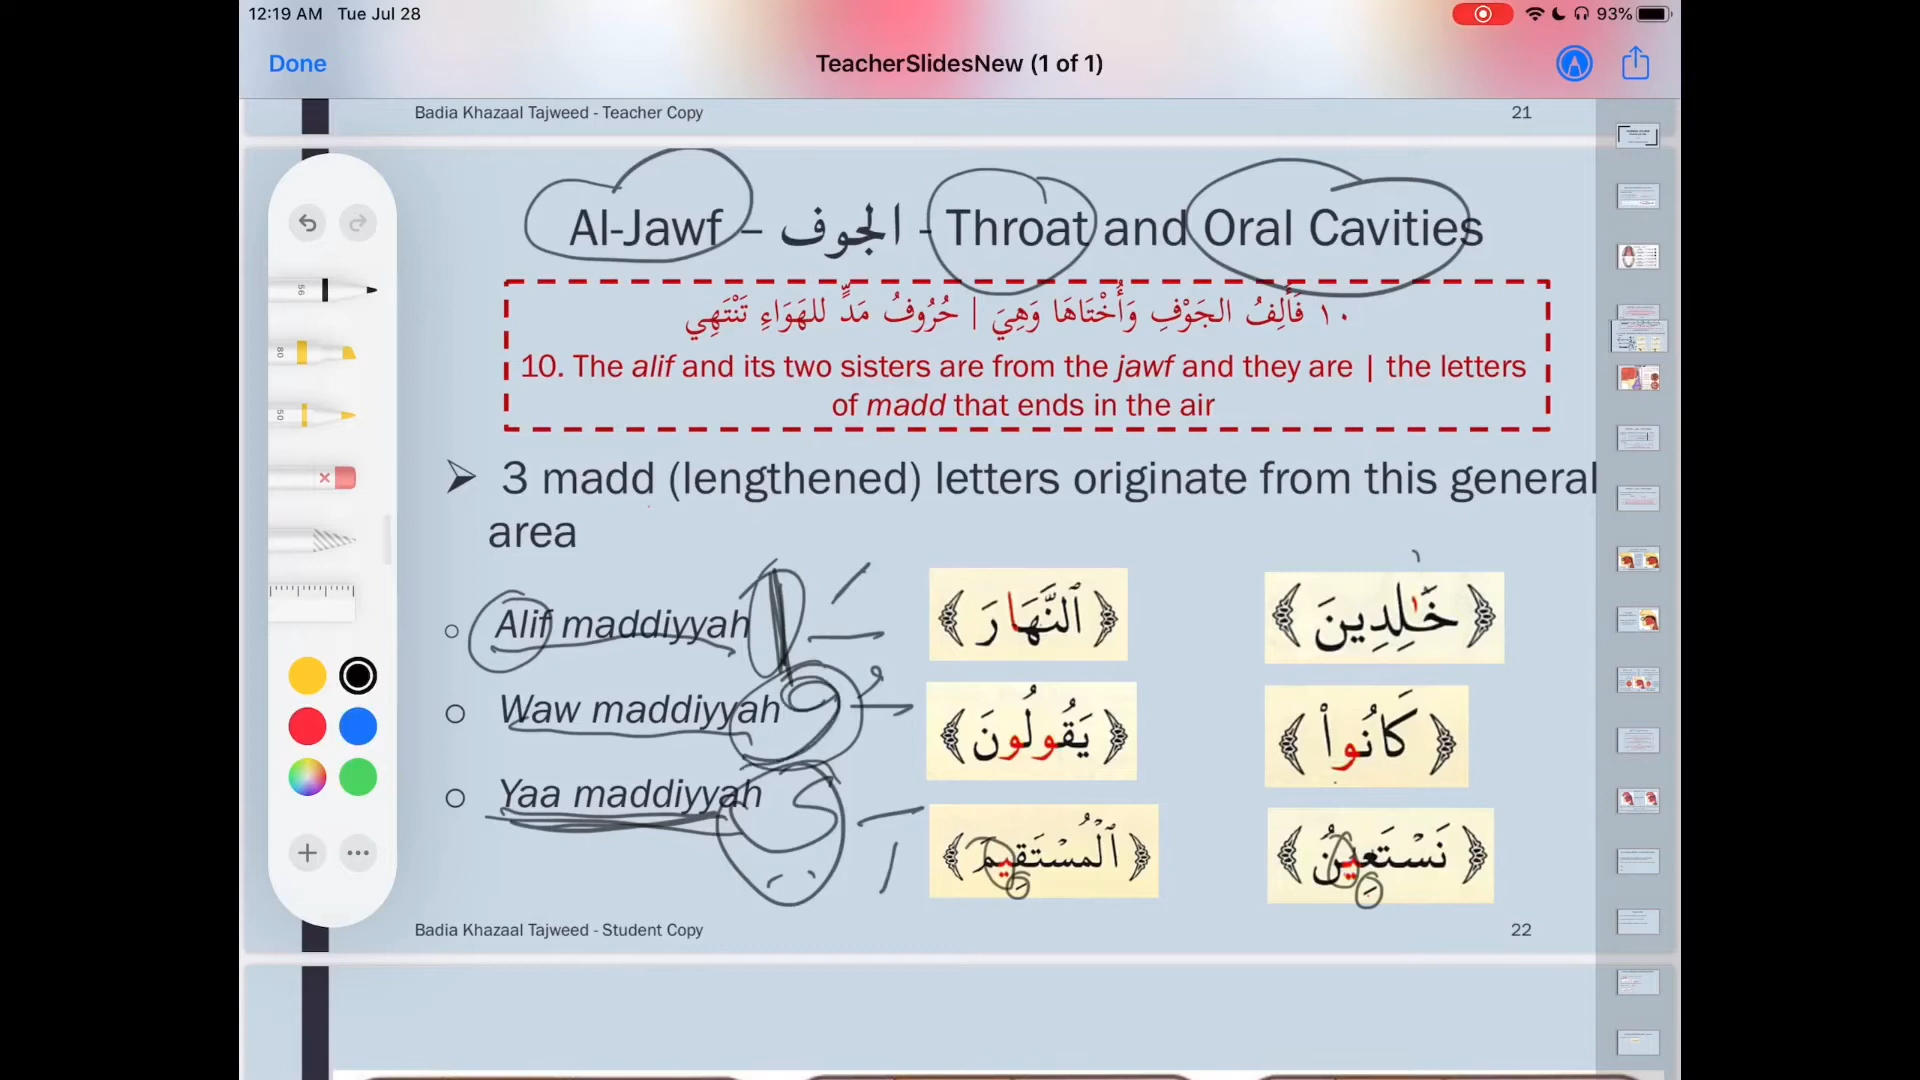 12:19 AM Tue Jul 28
93%
Done
TeacherSlidesNew (1 of 1)
Badia Khazaal Tajweed - Teacher Copy
21
Al-Jawf – الجوف - Throat and Oral Cavities
١٠ فَأَلِفُ الجَوْفِ وَأُخْتَاهَا وَهِيَ | حُرُوفُ مَدٍّ للهَوَاءِ تَنْتَهِي
10. The alif and its two sisters are from the jawf and they are | the letters
of madd that ends in the air
➢ 3 madd (lengthened) letters originate from this general
area
○ Alif maddiyyah ا
﴿ ٱلنَّهَارَ ﴾
﴿ خَٰلِدِينَ ﴾
○ Waw maddiyyah و
﴿ يَقُولُونَ ﴾
﴿ كَانُوا۟ ﴾
○ Yaa maddiyyah ي
﴿ ٱلْمُسْتَقِيمَ ﴾
﴿ نَسْتَعِينُ ﴾
Badia Khazaal Tajweed - Student Copy
22
56
80
50